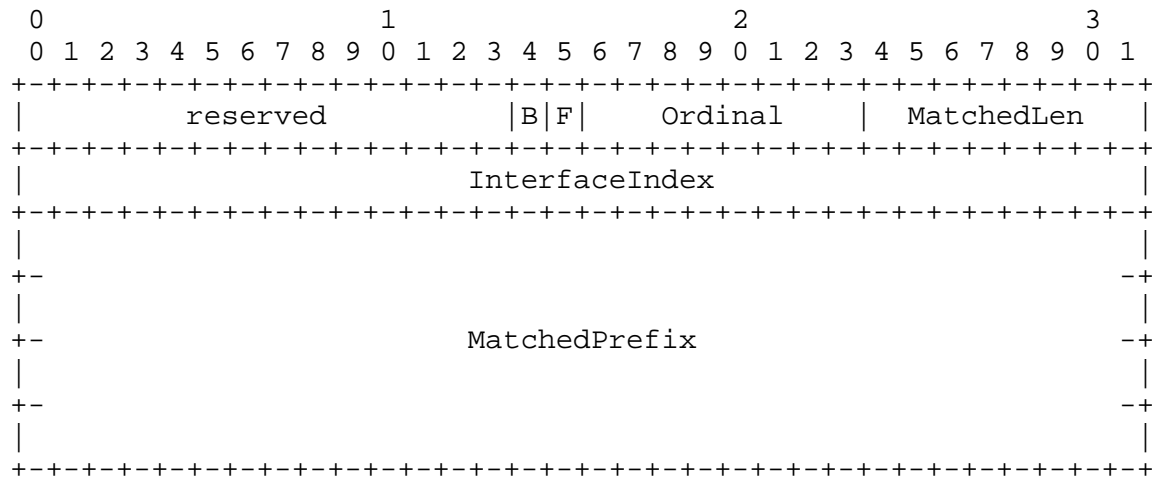 0                   1                   2                   3
 0 1 2 3 4 5 6 7 8 9 0 1 2 3 4 5 6 7 8 9 0 1 2 3 4 5 6 7 8 9 0 1
+-+-+-+-+-+-+-+-+-+-+-+-+-+-+-+-+-+-+-+-+-+-+-+-+-+-+-+-+-+-+-+-+
|         reserved          |B|F|    Ordinal    |  MatchedLen   |
+-+-+-+-+-+-+-+-+-+-+-+-+-+-+-+-+-+-+-+-+-+-+-+-+-+-+-+-+-+-+-+-+
|                         InterfaceIndex                        |
+-+-+-+-+-+-+-+-+-+-+-+-+-+-+-+-+-+-+-+-+-+-+-+-+-+-+-+-+-+-+-+-+
|                                                               |
+-                                                             -+
|                                                               |
+-                        MatchedPrefix                        -+
|                                                               |
+-                                                             -+
|                                                               |
+-+-+-+-+-+-+-+-+-+-+-+-+-+-+-+-+-+-+-+-+-+-+-+-+-+-+-+-+-+-+-+-+